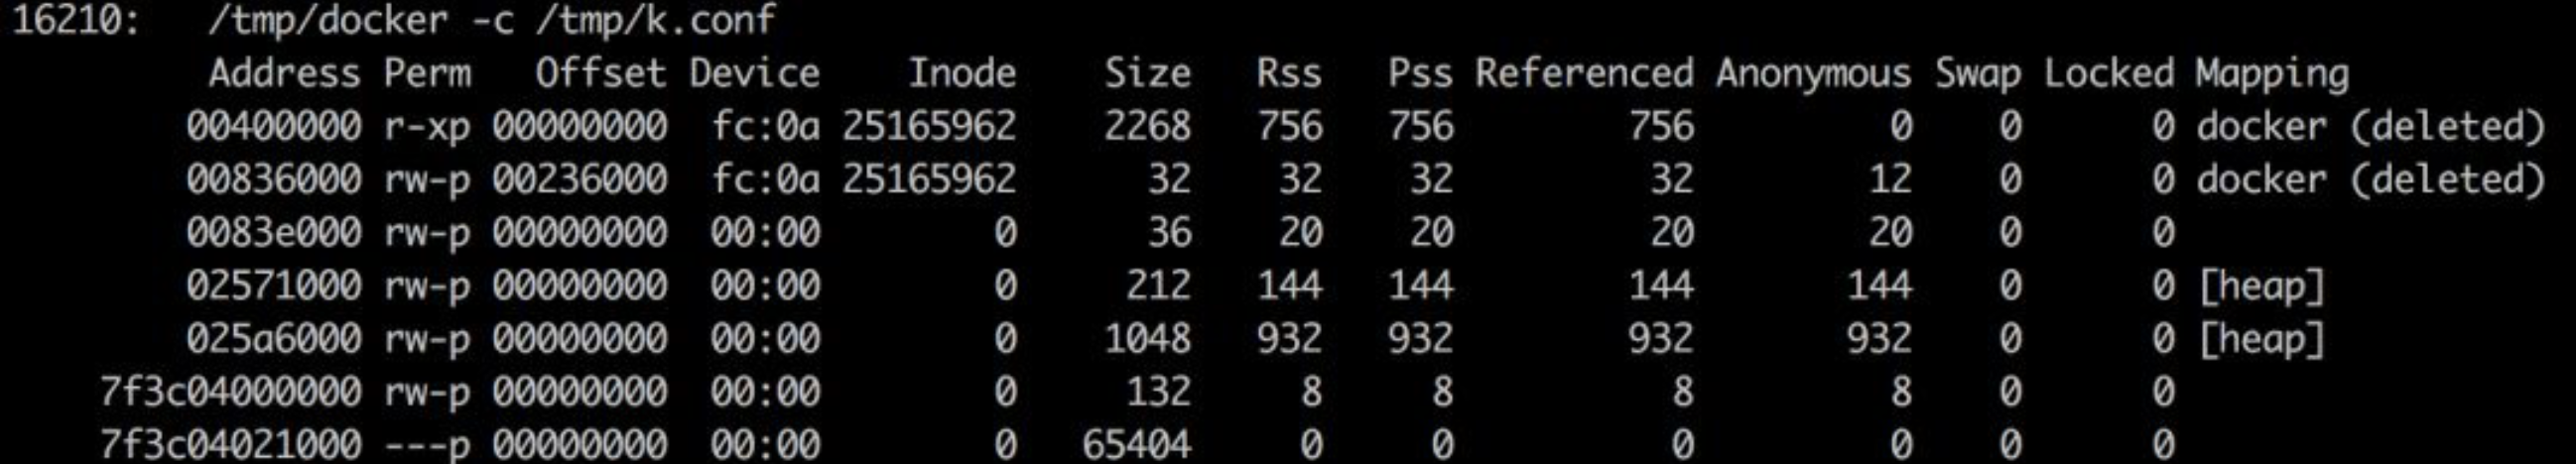 16210:   /tmp/docker -c /tmp/k.conf
Address Perm Offset Device Inode Size Rss Pss Referenced Anonymous Swap Locked Mapping
00400000 r-xp 00000000 fc:0a 25165962 2268 756 756 756 0 0 0 docker (deleted)
00836000 rw-p 00236000 fc:0a 25165962 32 32 32 32 12 0 0 docker (deleted)
0083e000 rw-p 00000000 00:00 0 36 20 20 20 20 0 0
02571000 rw-p 00000000 00:00 0 212 144 144 144 144 0 0 [heap]
025a6000 rw-p 00000000 00:00 0 1048 932 932 932 932 0 0 [heap]
7f3c04000000 rw-p 00000000 00:00 0 132 8 8 8 8 0 0
7f3c04021000 ---p 00000000 00:00 0 65404 0 0 0 0 0 0